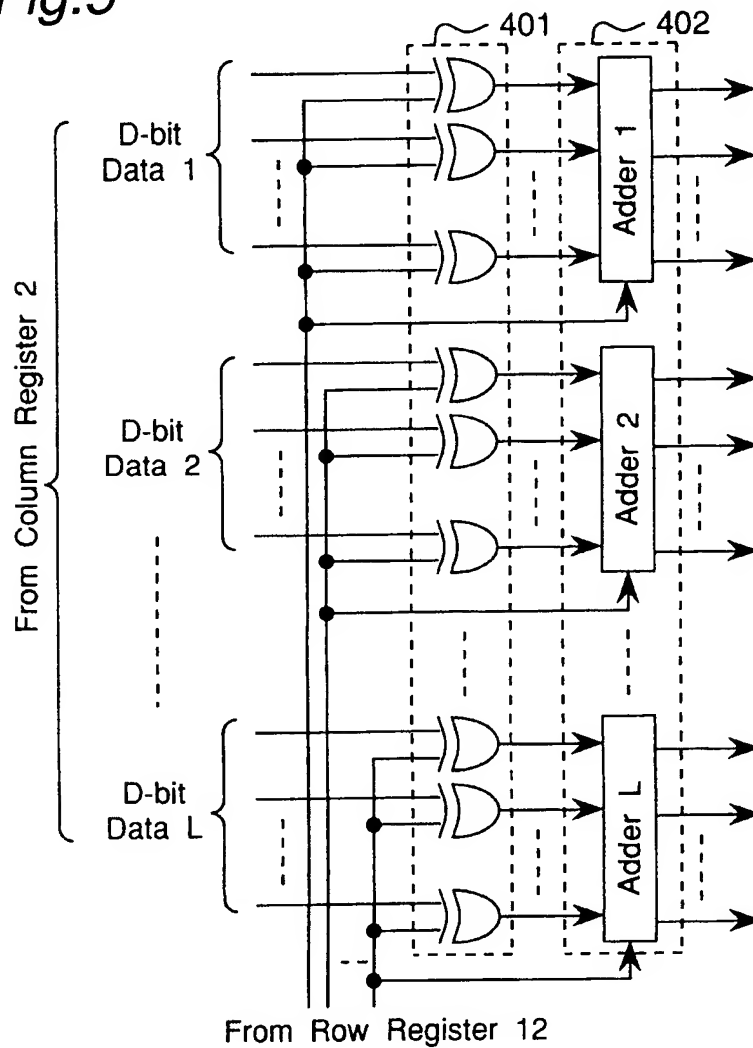 Fig.5
401
402
D-bit
Data 1
Adder 1
From Column Register 2
D-bit
Data 2
Adder 2
D-bit
Data L
Adder L
From Row Register 12